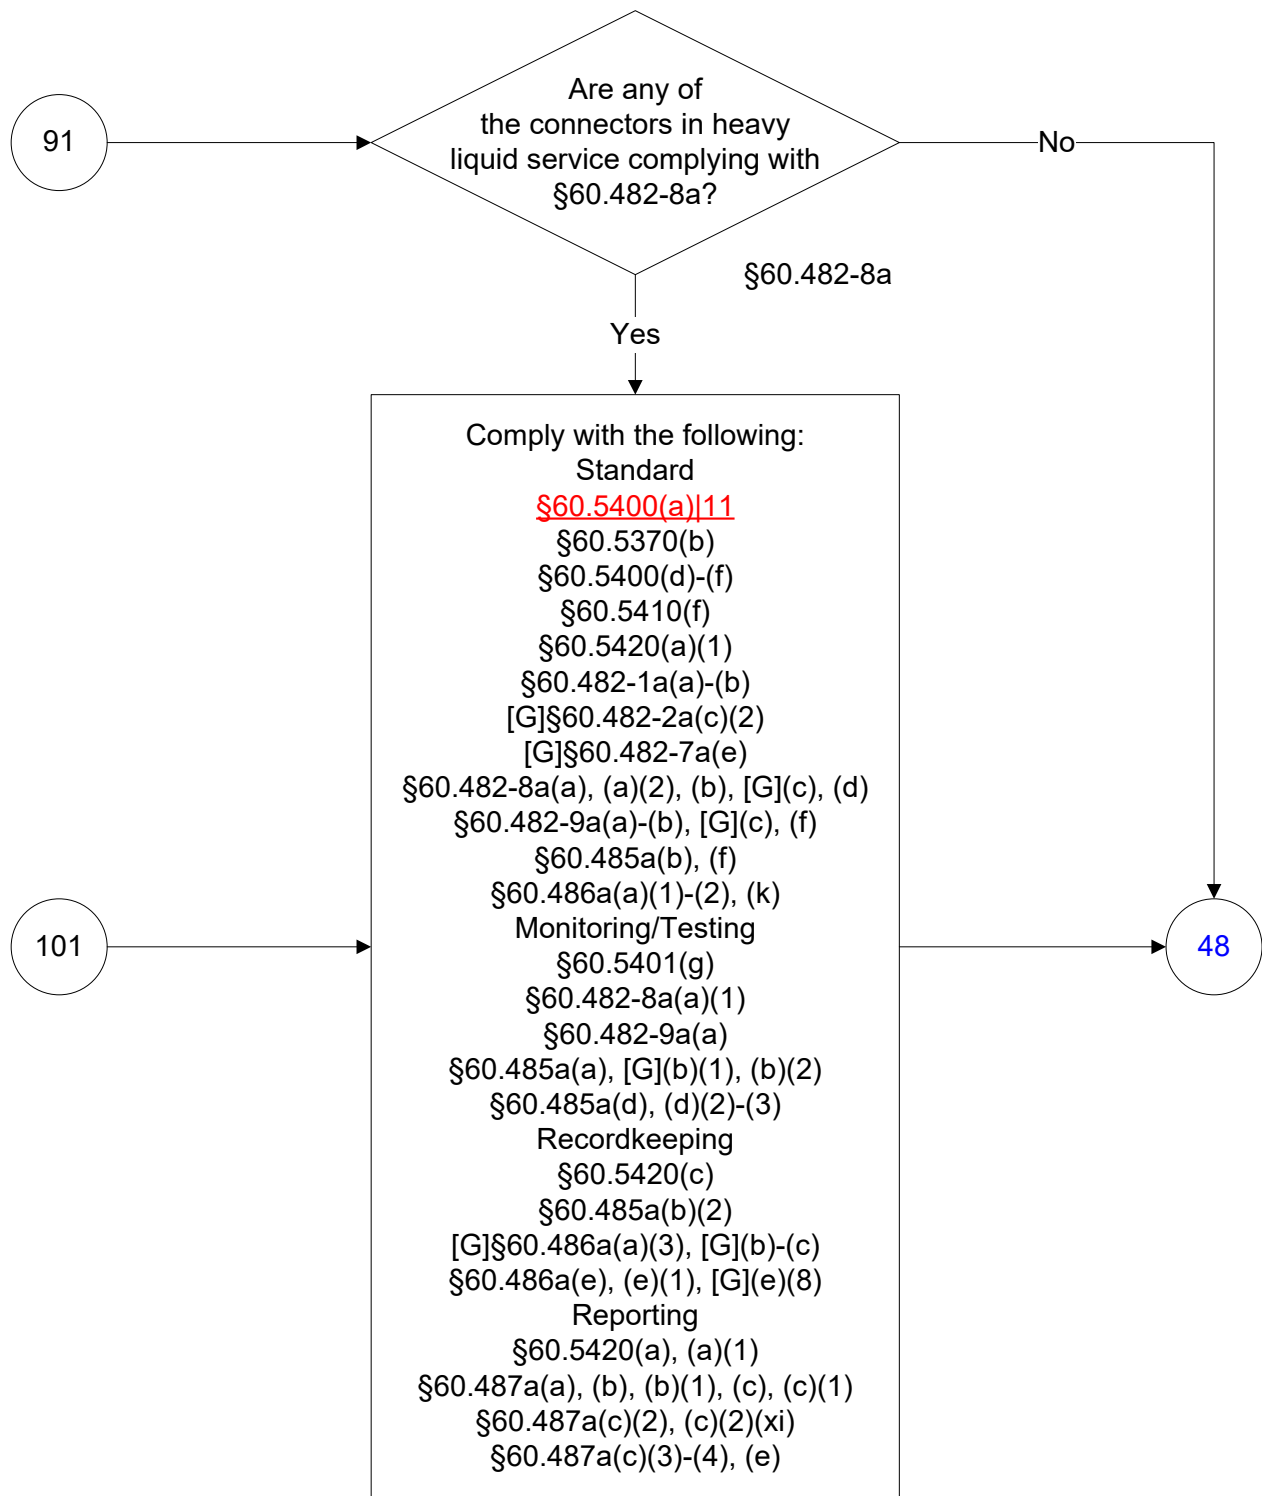 91
Are any of
the connectors in heavy
liquid service complying with
§60.482-8a?
No
§60.482-8a
Yes
Comply with the following:
Standard
§60.5400(a)|11
§60.5370(b)
§60.5400(d)-(f)
§60.5410(f)
§60.5420(a)(1)
§60.482-1a(a)-(b)
[G]§60.482-2a(c)(2)
[G]§60.482-7a(e)
§60.482-8a(a), (a)(2), (b), [G](c), (d)
§60.482-9a(a)-(b), [G](c), (f)
§60.485a(b), (f)
§60.486a(a)(1)-(2), (k)
Monitoring/Testing
§60.5401(g)
§60.482-8a(a)(1)
§60.482-9a(a)
§60.485a(a), [G](b)(1), (b)(2)
§60.485a(d), (d)(2)-(3)
Recordkeeping
§60.5420(c)
§60.485a(b)(2)
[G]§60.486a(a)(3), [G](b)-(c)
§60.486a(e), (e)(1), [G](e)(8)
Reporting
§60.5420(a), (a)(1)
§60.487a(a), (b), (b)(1), (c), (c)(1)
§60.487a(c)(2), (c)(2)(xi)
§60.487a(c)(3)-(4), (e)
101
48